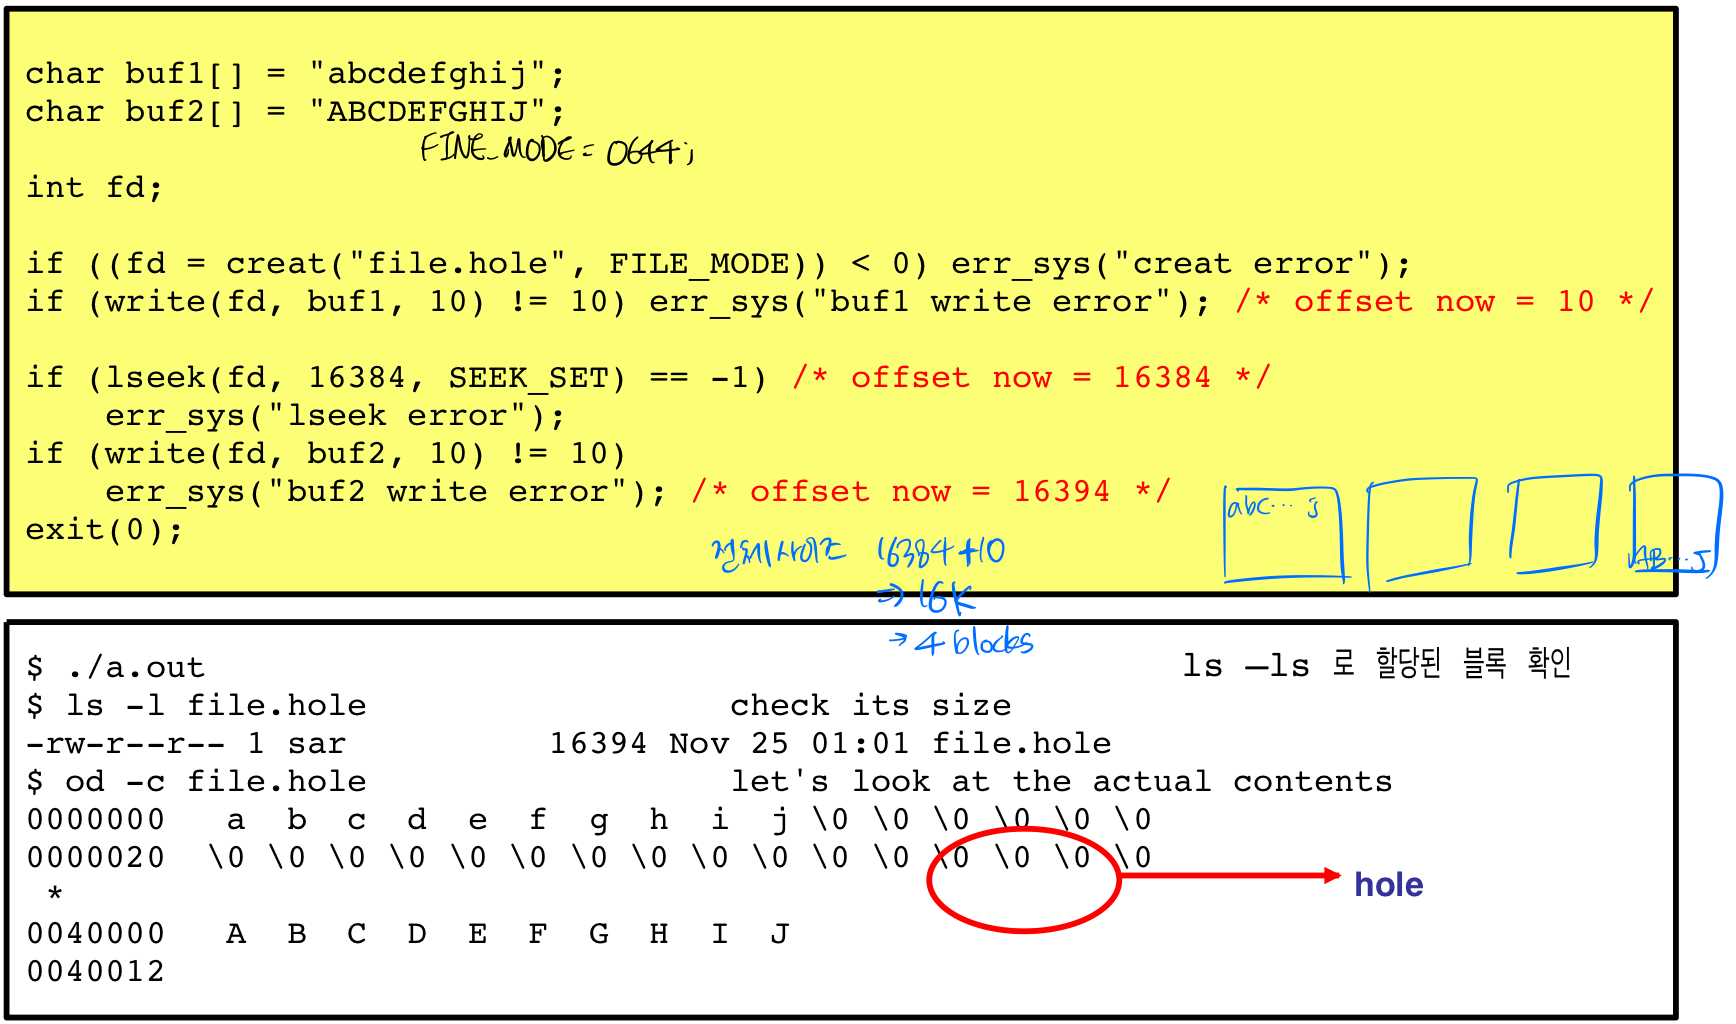 char buf1[] = "abcdefghij";
char buf2[] = "ABCDEFGHIJ";
FINE_MODE = 0644;
int fd;
if ((fd = creat("file.hole", FILE_MODE)) < 0) err_sys("creat error");
if (write(fd, buf1, 10) != 10) err_sys("buf1 write error"); /* offset now = 10 */
if (lseek(fd, 16384, SEEK_SET) == -1) /* offset now = 16384 */
err_sys("lseek error");
if (write(fd, buf2, 10) != 10)
err_sys("buf2 write error"); /* offset now = 16394 */
abc... j
exit(0);
전체사이즈 16384+10
AB...J
⇒ 16K
→ 4 blocks
$ ./a.out ls –ls 로 할당된 블록 확인
$ ls -l file.hole check its size
-rw-r--r-- 1 sar 16394 Nov 25 01:01 file.hole
$ od -c file.hole let's look at the actual contents
0000000 a b c d e f g h i j \0 \0 \0 \0 \0 \0
0000020 \0 \0 \0 \0 \0 \0 \0 \0 \0 \0 \0 \0 \0 \0 \0 \0
* hole
0040000 A B C D E F G H I J
0040012